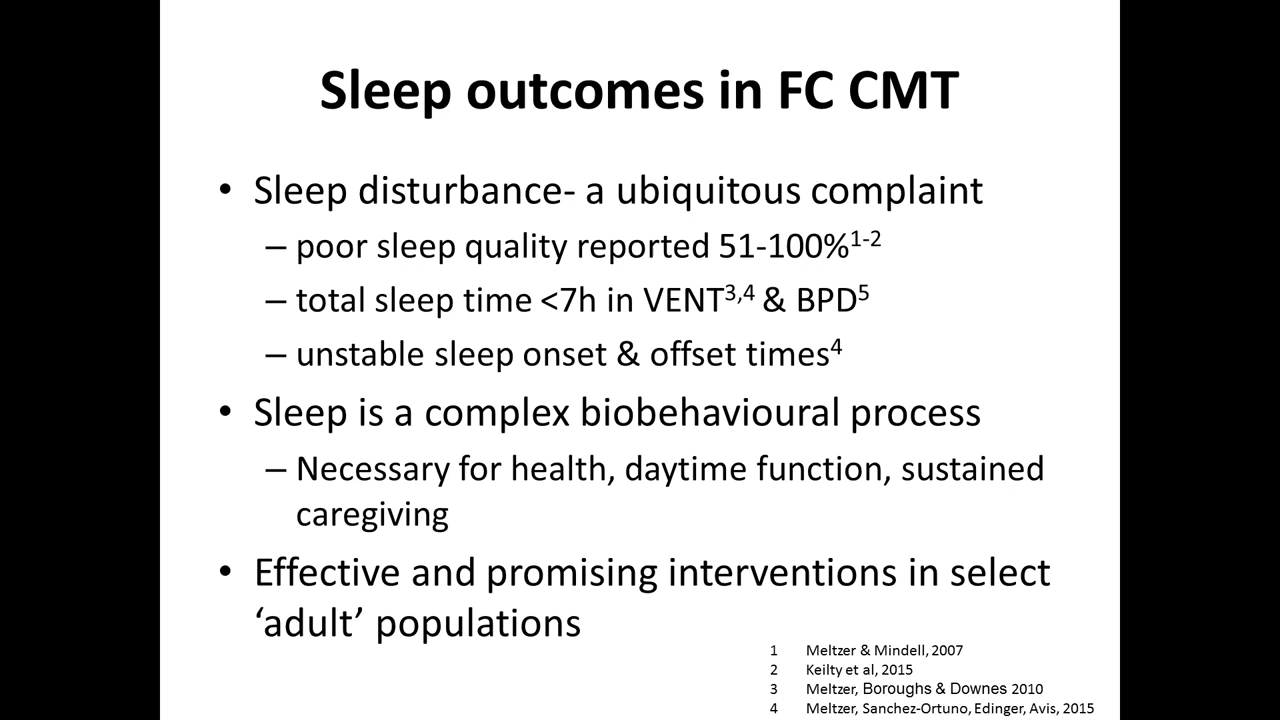 Sleep outcomes in FC CMT
• Sleep disturbance- a ubiquitous complaint
– poor sleep quality reported 51-100%1-2
– total sleep time <7h in VENT3,4 & BPD5
– unstable sleep onset & offset times4
• Sleep is a complex biobehavioural process
– Necessary for health, daytime function, sustained
caregiving
• Effective and promising interventions in select
‘adult’ populations
1 Meltzer & Mindell, 2007
2 Keilty et al, 2015
3 Meltzer, Boroughs & Downes 2010
4 Meltzer, Sanchez-Ortuno, Edinger, Avis, 2015